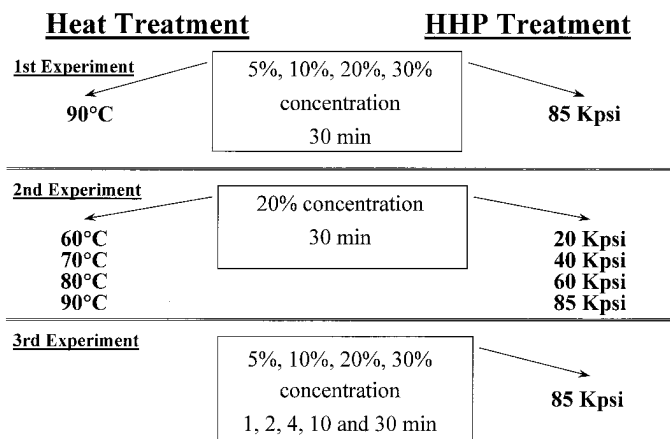 Heat Treatment
HHP Treatment
1st Experiment
5%, 10%, 20%, 30%
concentration
30 min
90°C
85 Kpsi
2nd Experiment
20% concentration
30 min
60°C
70°C
80°C
90°C
20 Kpsi
40 Kpsi
60 Kpsi
85 Kpsi
3rd Experiment
5%, 10%, 20%, 30%
concentration
1, 2, 4, 10 and 30 min
85 Kpsi